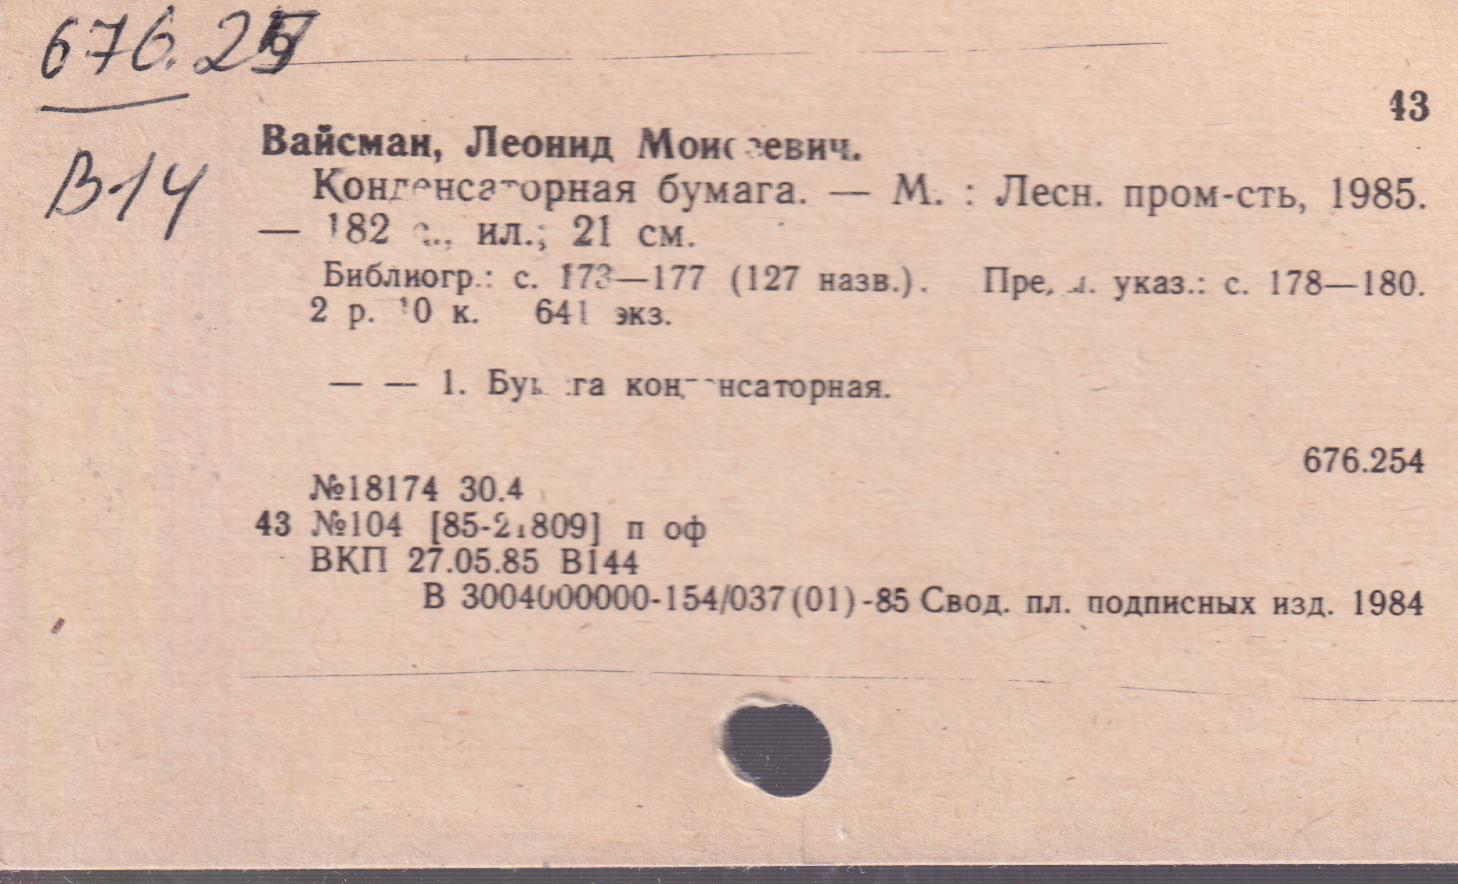 676.25
43
В14
Вайсман, Леонид Моисеевич.
Конденсаторная бумага. — М. : Лесн. пром-сть, 1985.
— 182 с., ил.; 21 см.
Библиогр.: с. 173—177 (127 назв.). Предм. указ.: с. 178—180.
2 р. 10 к. 641 экз.
— — 1. Бумага конденсаторная.
676.254
№18174 30.4
43 №104 [85-21809] п оф
ВКП 27.05.85 В144
В 3004000000-154/037(01)-85 Свод. пл. подписных изд. 1984